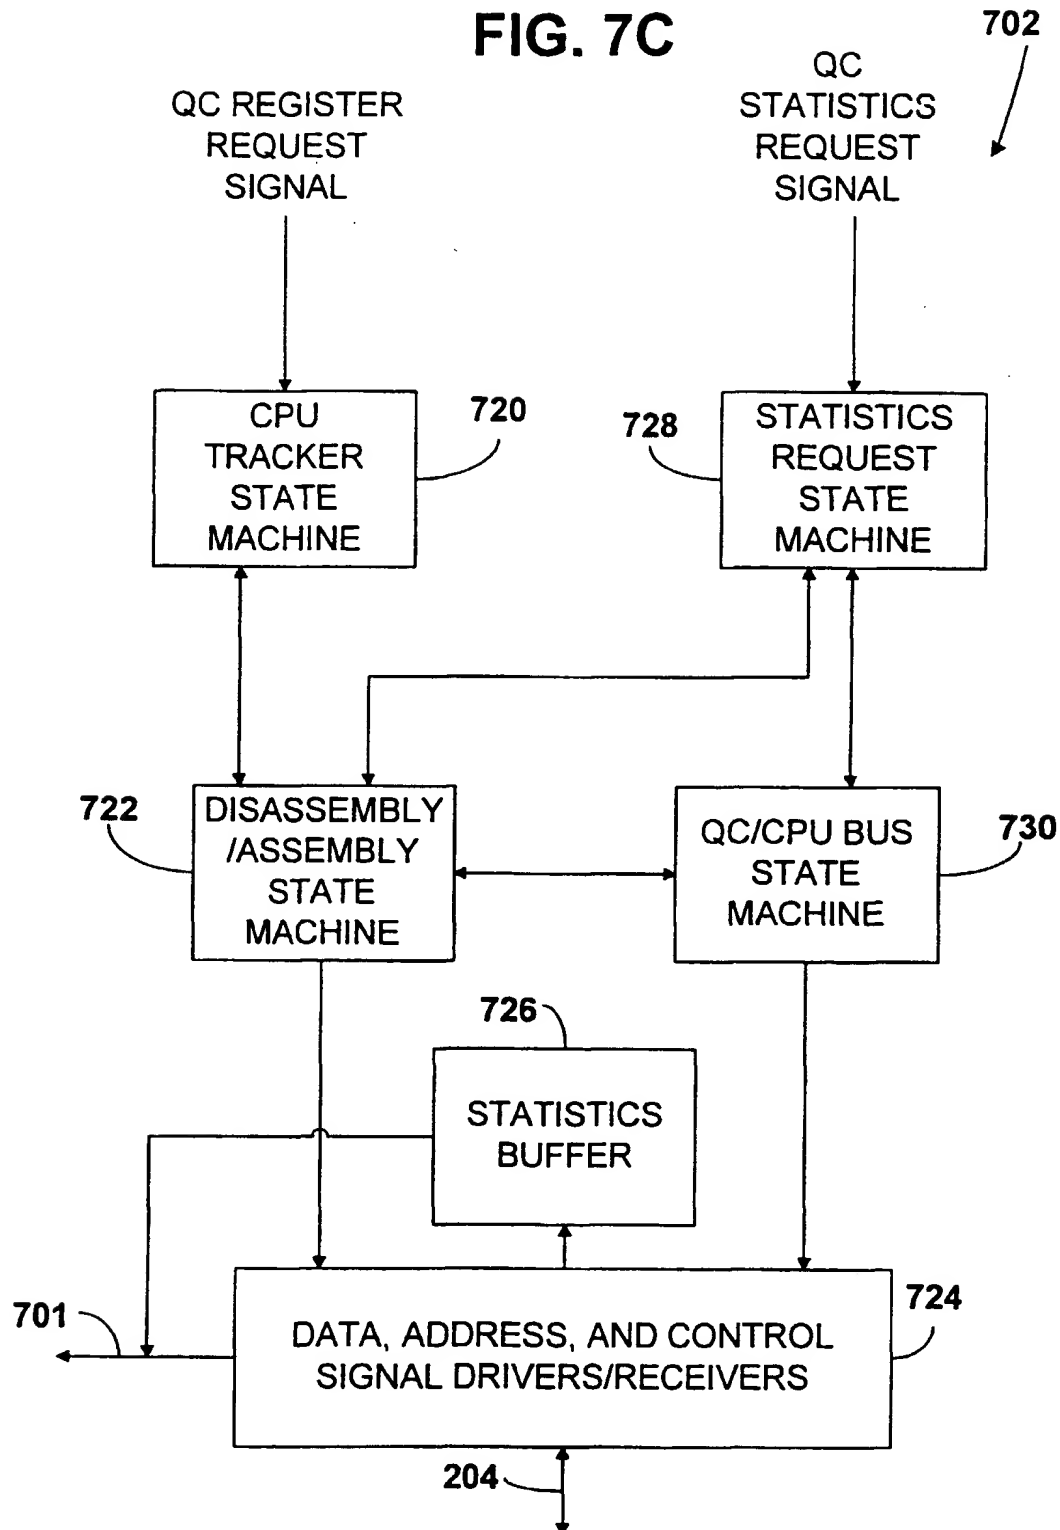 FIG. 7C
702
QC REGISTER
REQUEST
SIGNAL
QC
STATISTICS
REQUEST
SIGNAL
CPU
TRACKER
STATE
MACHINE
720
728
STATISTICS
REQUEST
STATE
MACHINE
722
DISASSEMBLY
/ASSEMBLY
STATE
MACHINE
QC/CPU BUS
STATE
MACHINE
730
726
STATISTICS
BUFFER
701
DATA, ADDRESS, AND CONTROL
SIGNAL DRIVERS/RECEIVERS
724
204